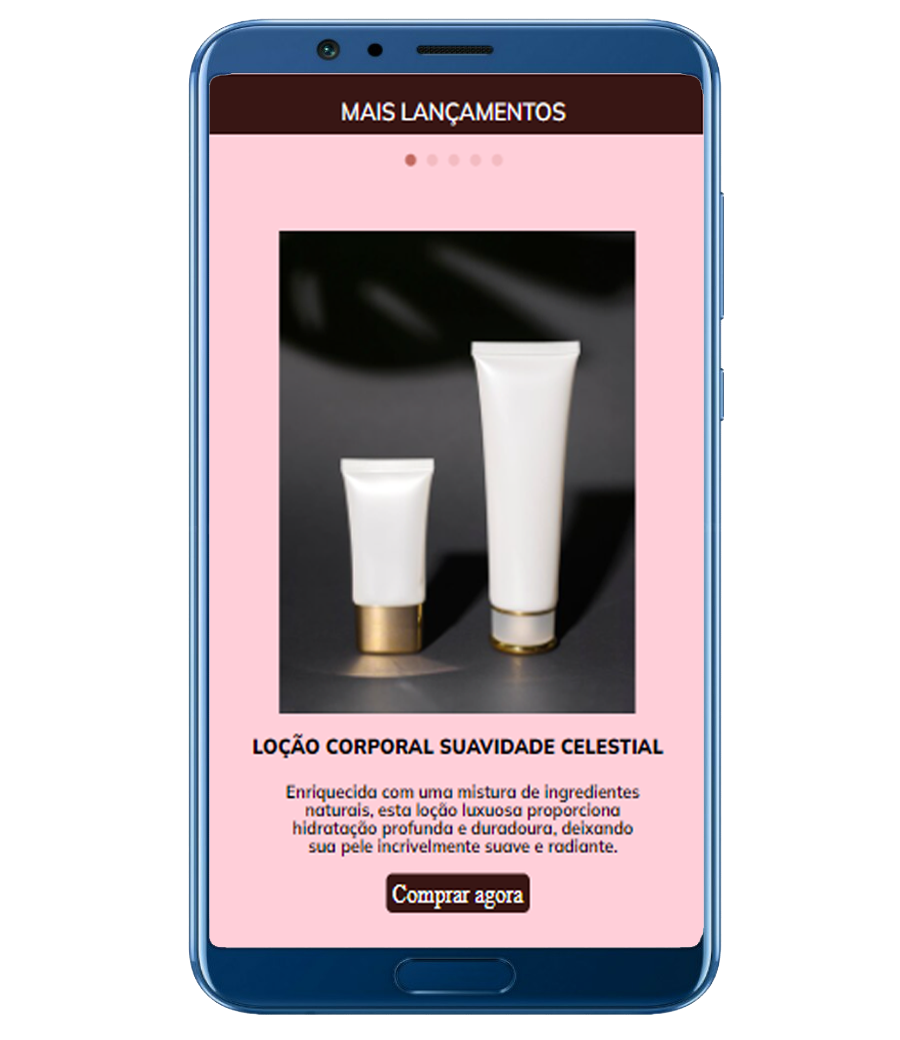 MAIS LANÇAMENTOS
LOÇÃO CORPORAL SUAVIDADE CELESTIAL
Enriquecida com uma mistura de ingredientes
naturais, esta loção luxuosa proporciona
hidratação profunda e duradoura, deixando
sua pele incrivelmente suave e radiante.
Comprar agora